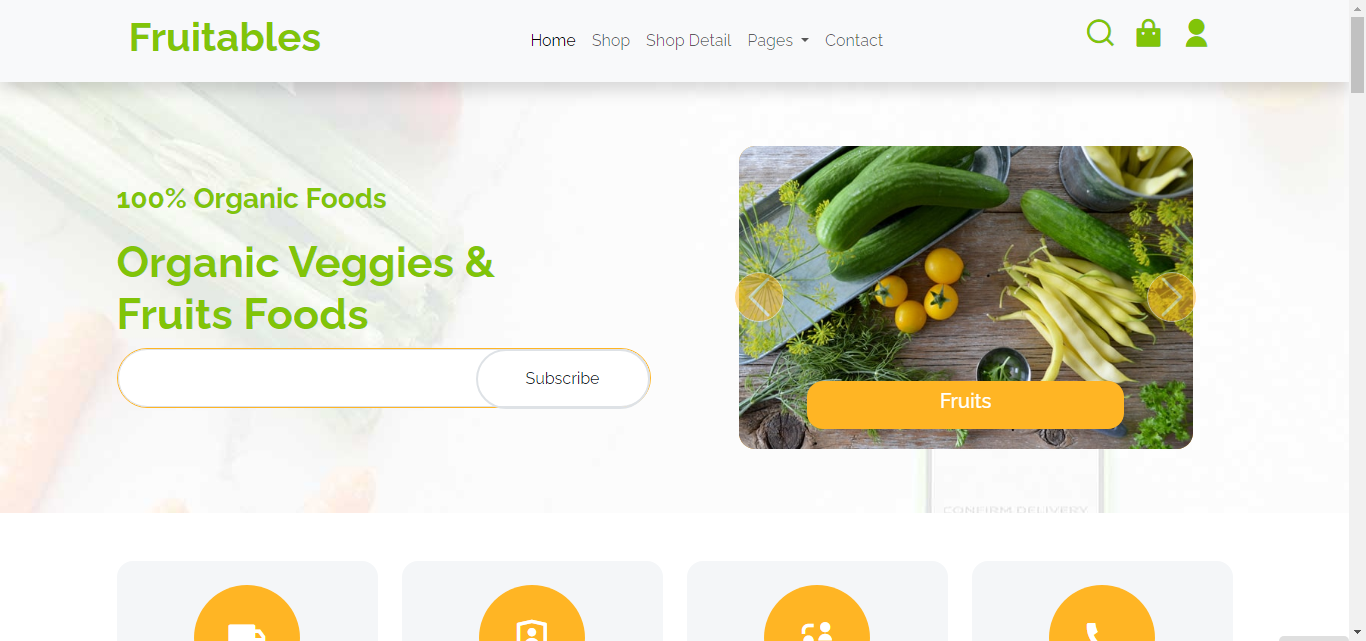 Fruitables
Home Shop Shop Detail Pages Contact
100% Organic Foods
Organic Veggies &
Fruits Foods
Subscribe
Fruits
CONFIRM DELIVERY